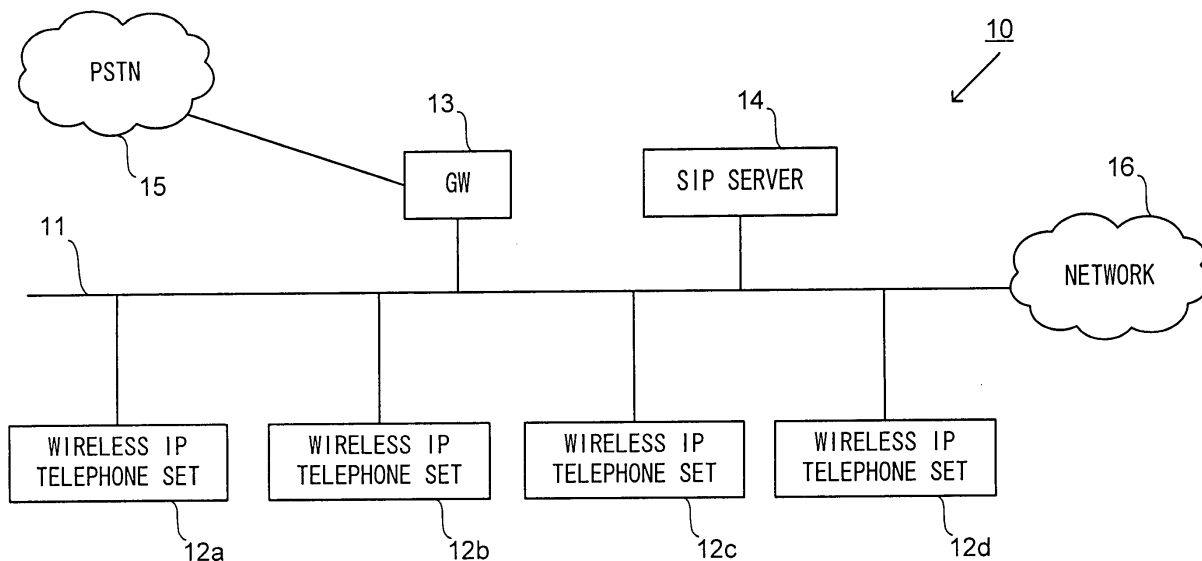 10
PSTN
15
13
GW
14
SIP SERVER
16
NETWORK
11
WIRELESS IP
TELEPHONE SET
12a
WIRELESS IP
TELEPHONE SET
12b
WIRELESS IP
TELEPHONE SET
12c
WIRELESS IP
TELEPHONE SET
12d